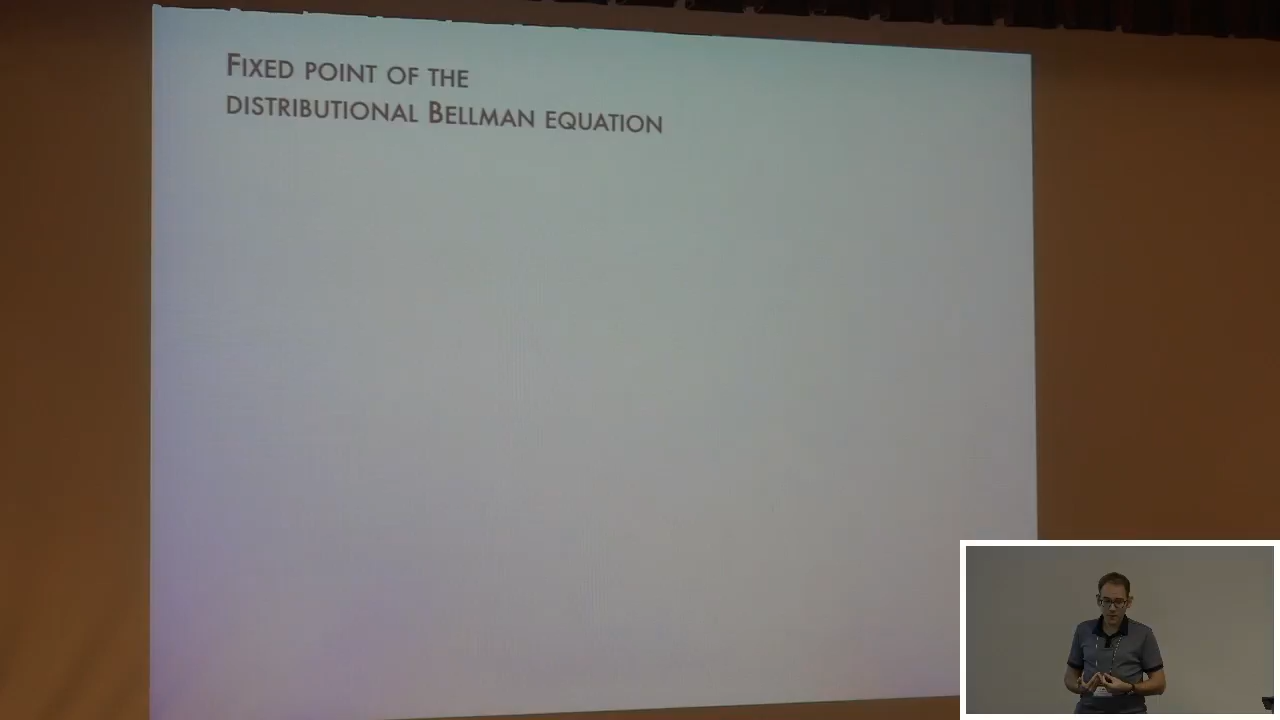 Fixed point of the
distributional Bellman equation